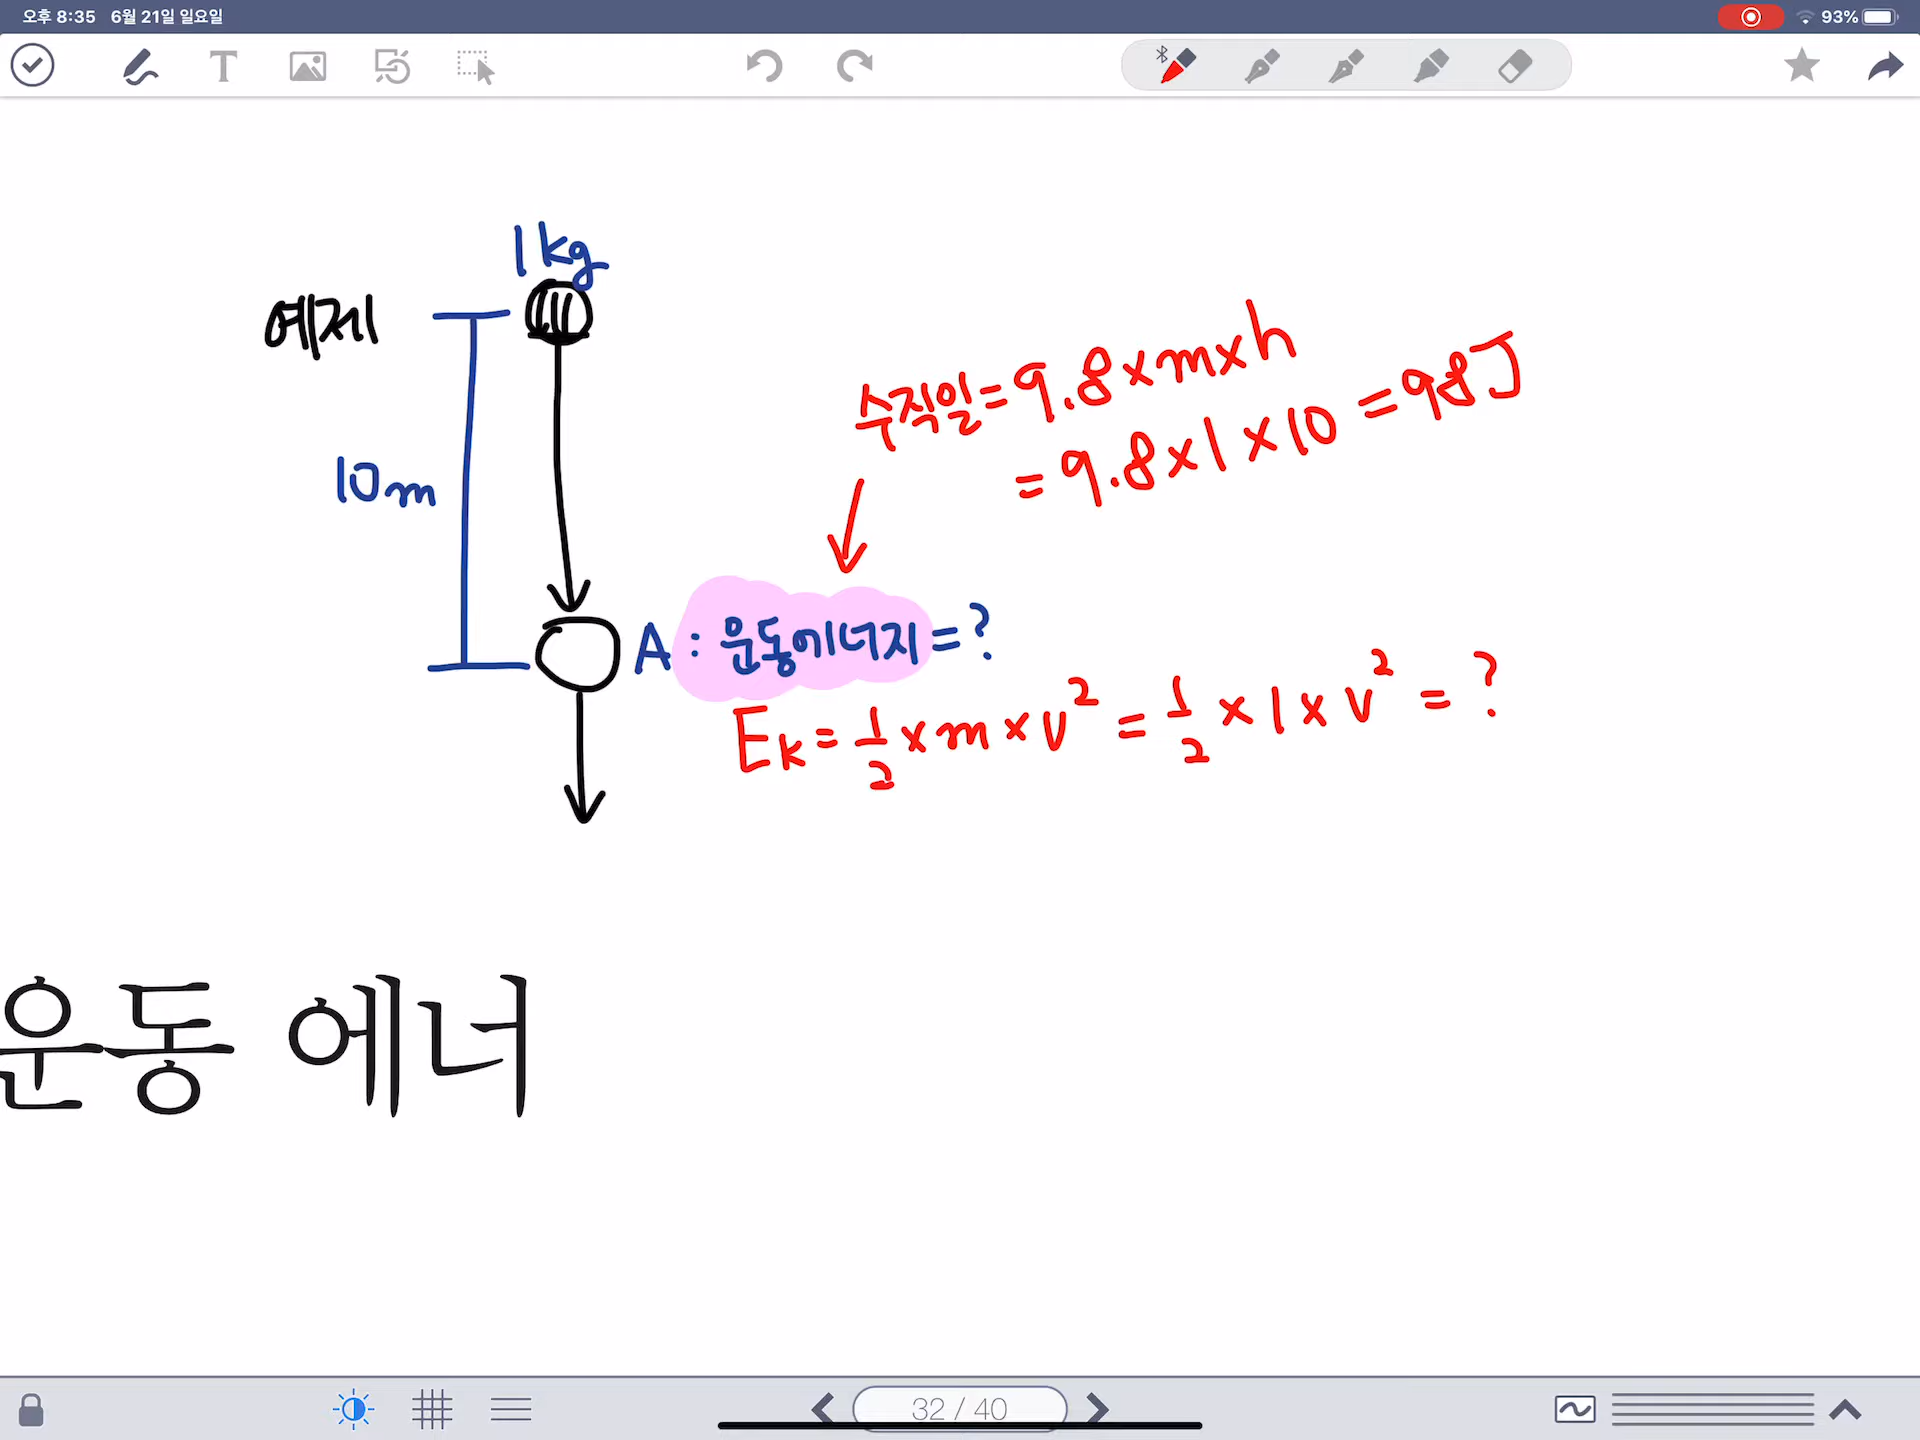 오후 8:35 6월 21일 일요일
93%
T
1kg
예제
10m
수직일=9.8×m×h
=9.8×1×10=98J
A:운동에너지=?
Ek=1/2×m×v²=1/2×1×v²=?
운동 에너
32 / 40